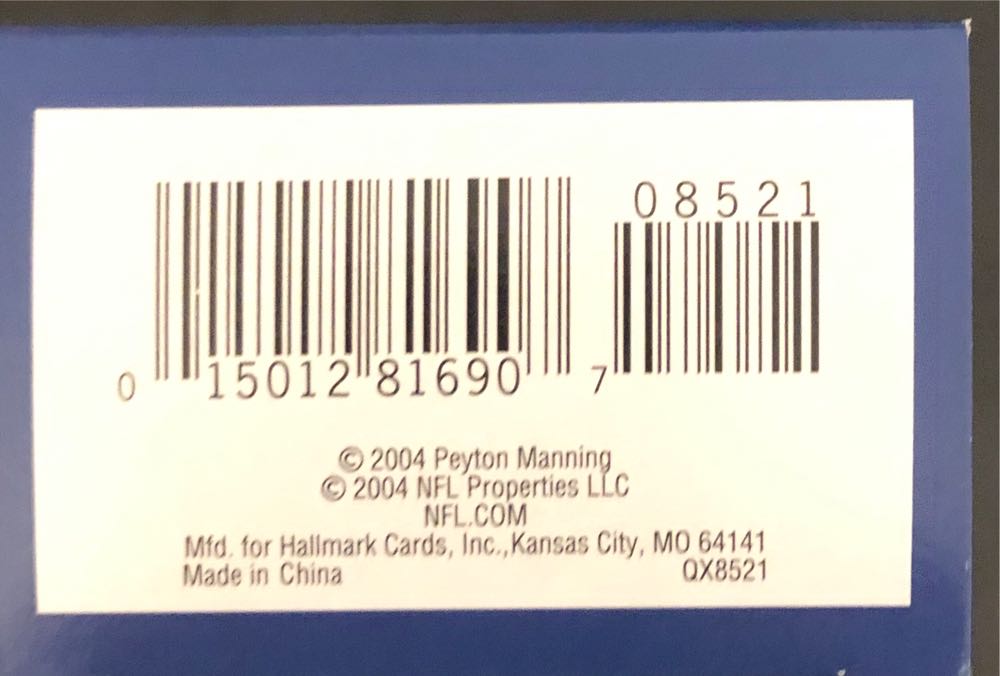 08521
0 15012 81690 7
© 2004 Peyton Manning
© 2004 NFL Properties LLC
NFL.COM
Mfd. for Hallmark Cards, Inc.,Kansas City, MO 64141
Made in China QX8521